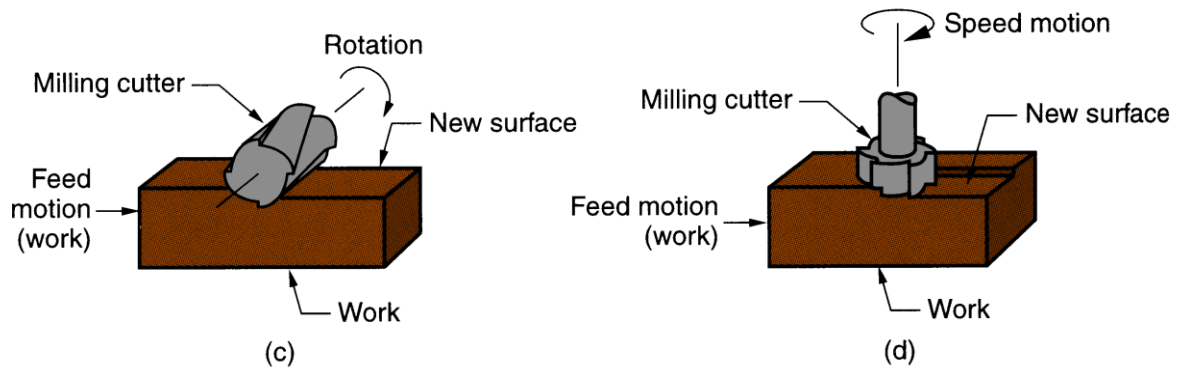 Rotation
Milling cutter
New surface
Feed
motion
(work)
Work
(c)
Speed motion
Milling cutter
New surface
Feed motion
(work)
Work
(d)